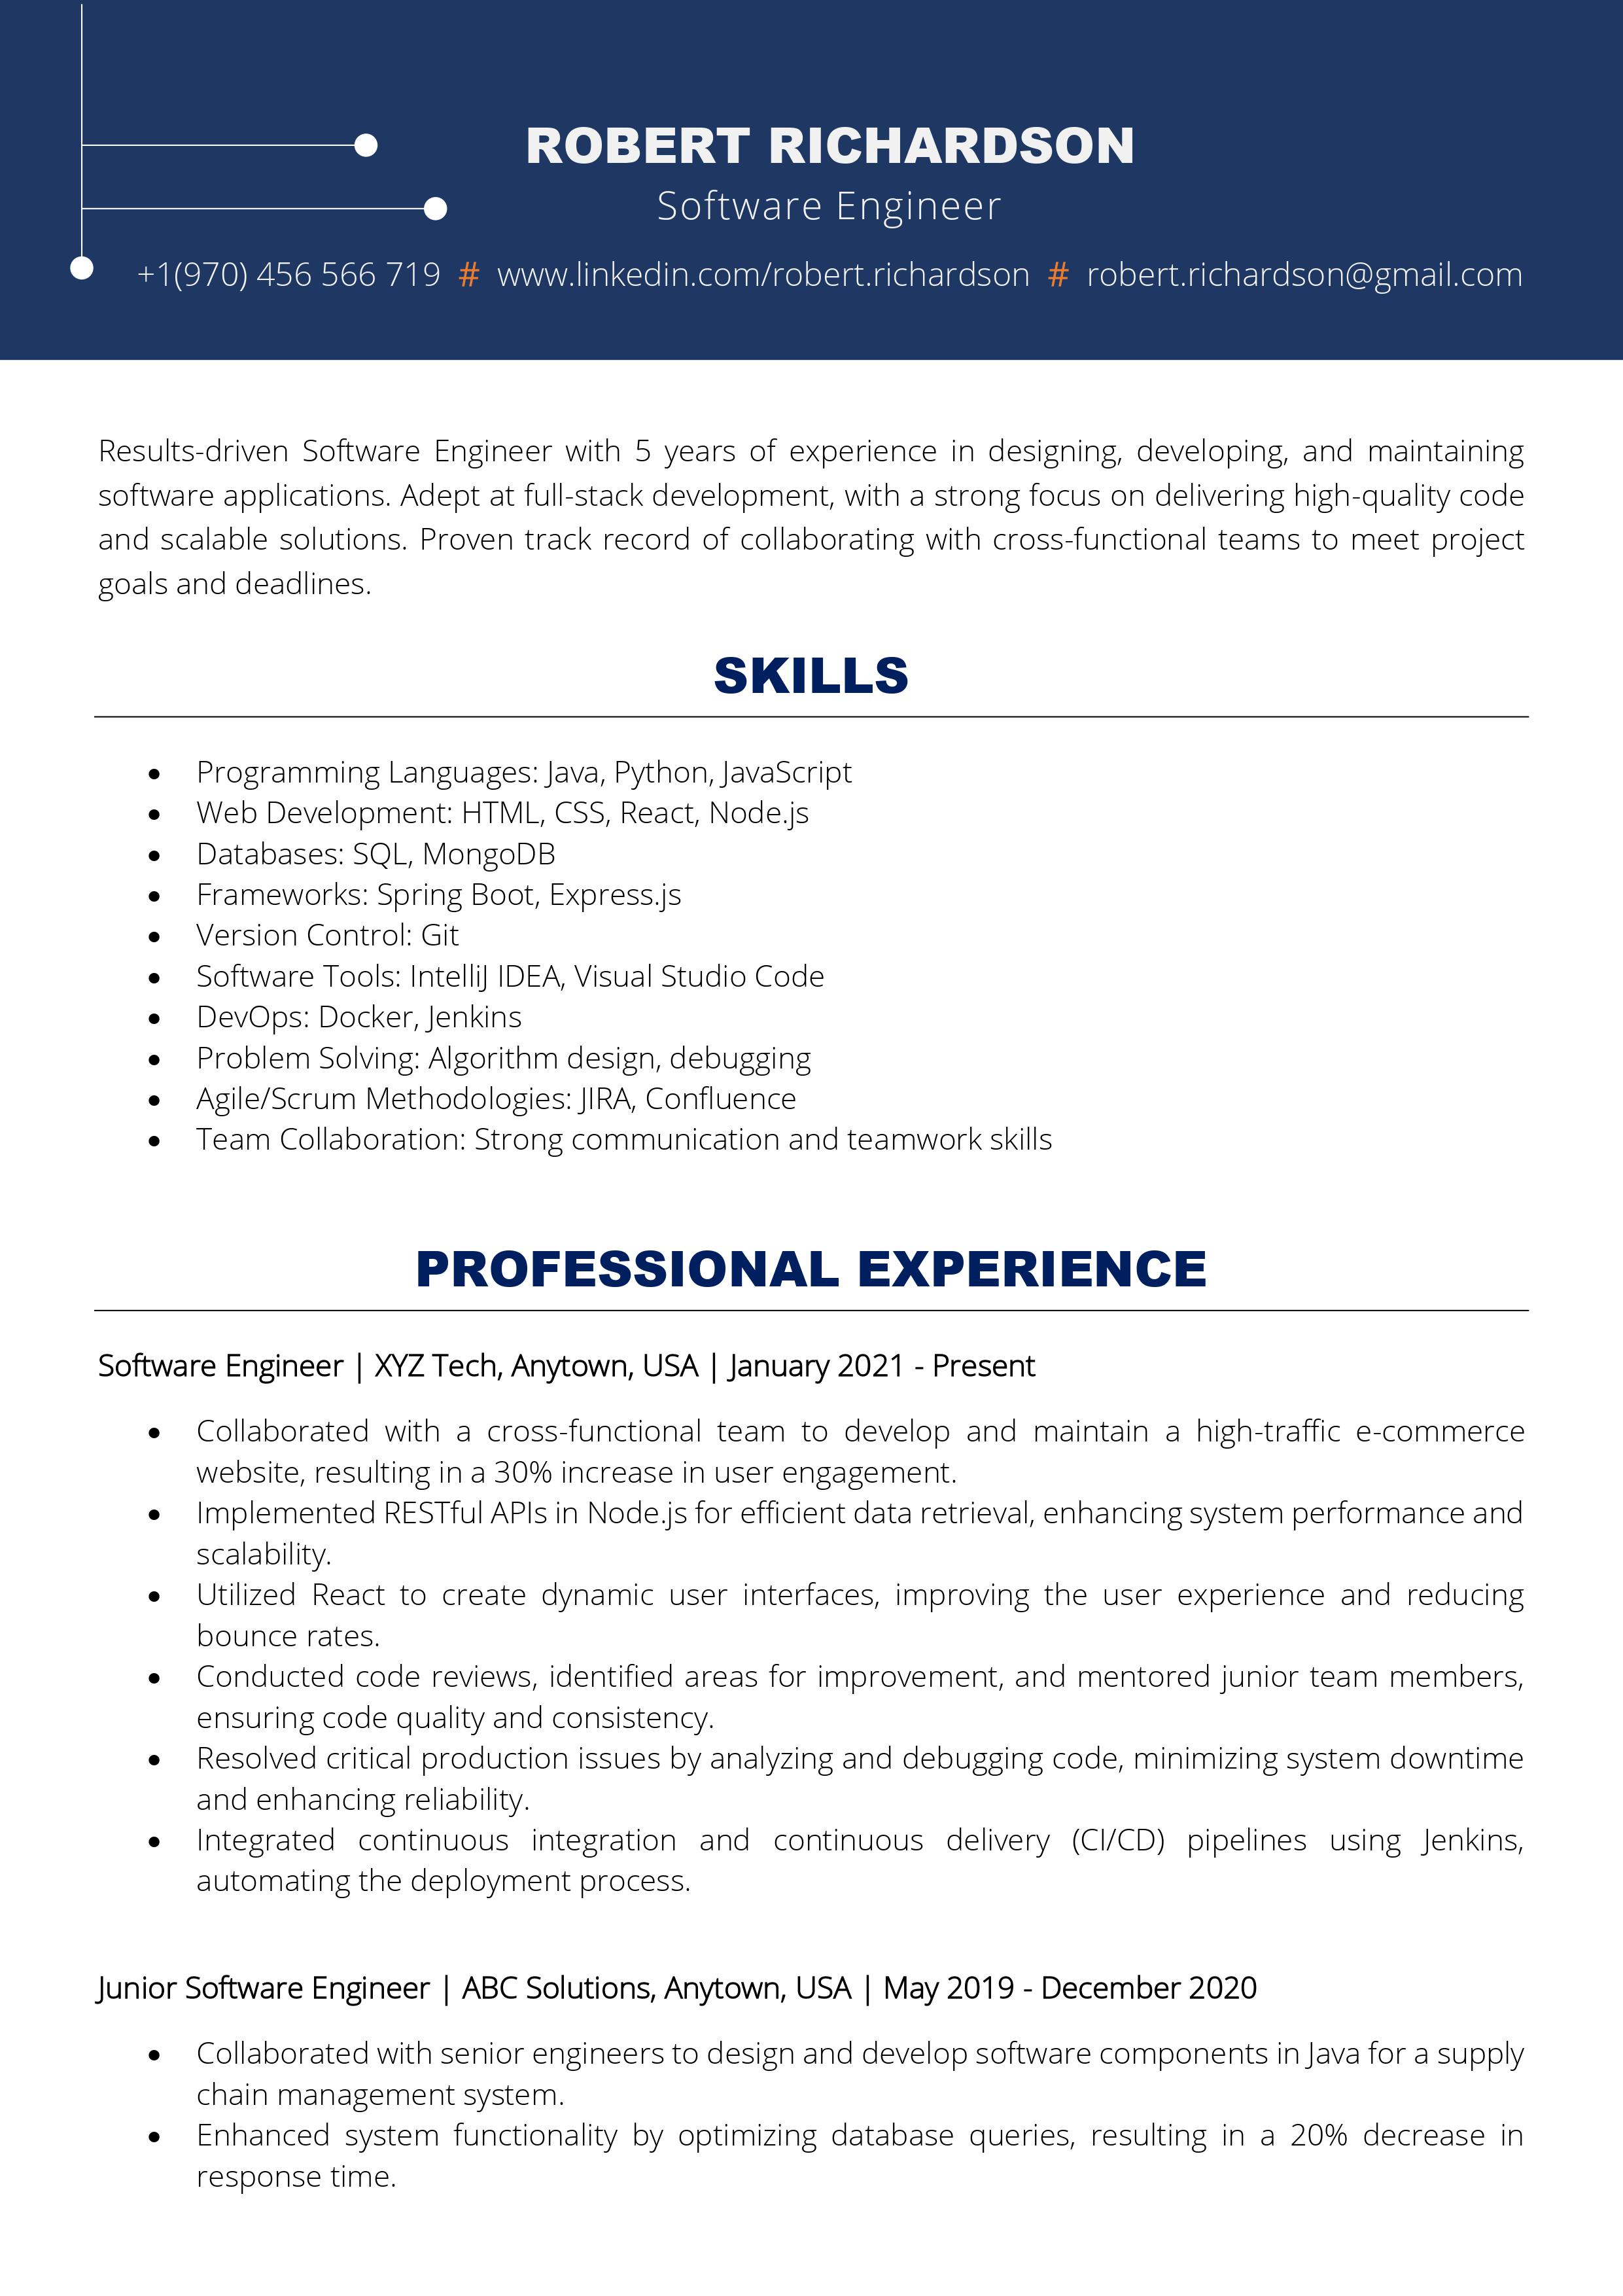 ROBERT RICHARDSON
Software Engineer
+1(970) 456 566 719 # www.linkedin.com/robert.richardson # robert.richardson@gmail.com
Results-driven Software Engineer with 5 years of experience in designing, developing, and maintaining
software applications. Adept at full-stack development, with a strong focus on delivering high-quality code
and scalable solutions. Proven track record of collaborating with cross-functional teams to meet project
goals and deadlines.
SKILLS
• Programming Languages: Java, Python, JavaScript
• Web Development: HTML, CSS, React, Node.js
• Databases: SQL, MongoDB
• Frameworks: Spring Boot, Express.js
• Version Control: Git
• Software Tools: IntelliJ IDEA, Visual Studio Code
• DevOps: Docker, Jenkins
• Problem Solving: Algorithm design, debugging
• Agile/Scrum Methodologies: JIRA, Confluence
• Team Collaboration: Strong communication and teamwork skills
PROFESSIONAL EXPERIENCE
Software Engineer | XYZ Tech, Anytown, USA | January 2021 - Present
• Collaborated with a cross-functional team to develop and maintain a high-traffic e-commerce
website, resulting in a 30% increase in user engagement.
• Implemented RESTful APIs in Node.js for efficient data retrieval, enhancing system performance and
scalability.
• Utilized React to create dynamic user interfaces, improving the user experience and reducing
bounce rates.
• Conducted code reviews, identified areas for improvement, and mentored junior team members,
ensuring code quality and consistency.
• Resolved critical production issues by analyzing and debugging code, minimizing system downtime
and enhancing reliability.
• Integrated continuous integration and continuous delivery (CI/CD) pipelines using Jenkins,
automating the deployment process.
Junior Software Engineer | ABC Solutions, Anytown, USA | May 2019 - December 2020
• Collaborated with senior engineers to design and develop software components in Java for a supply
chain management system.
• Enhanced system functionality by optimizing database queries, resulting in a 20% decrease in
response time.